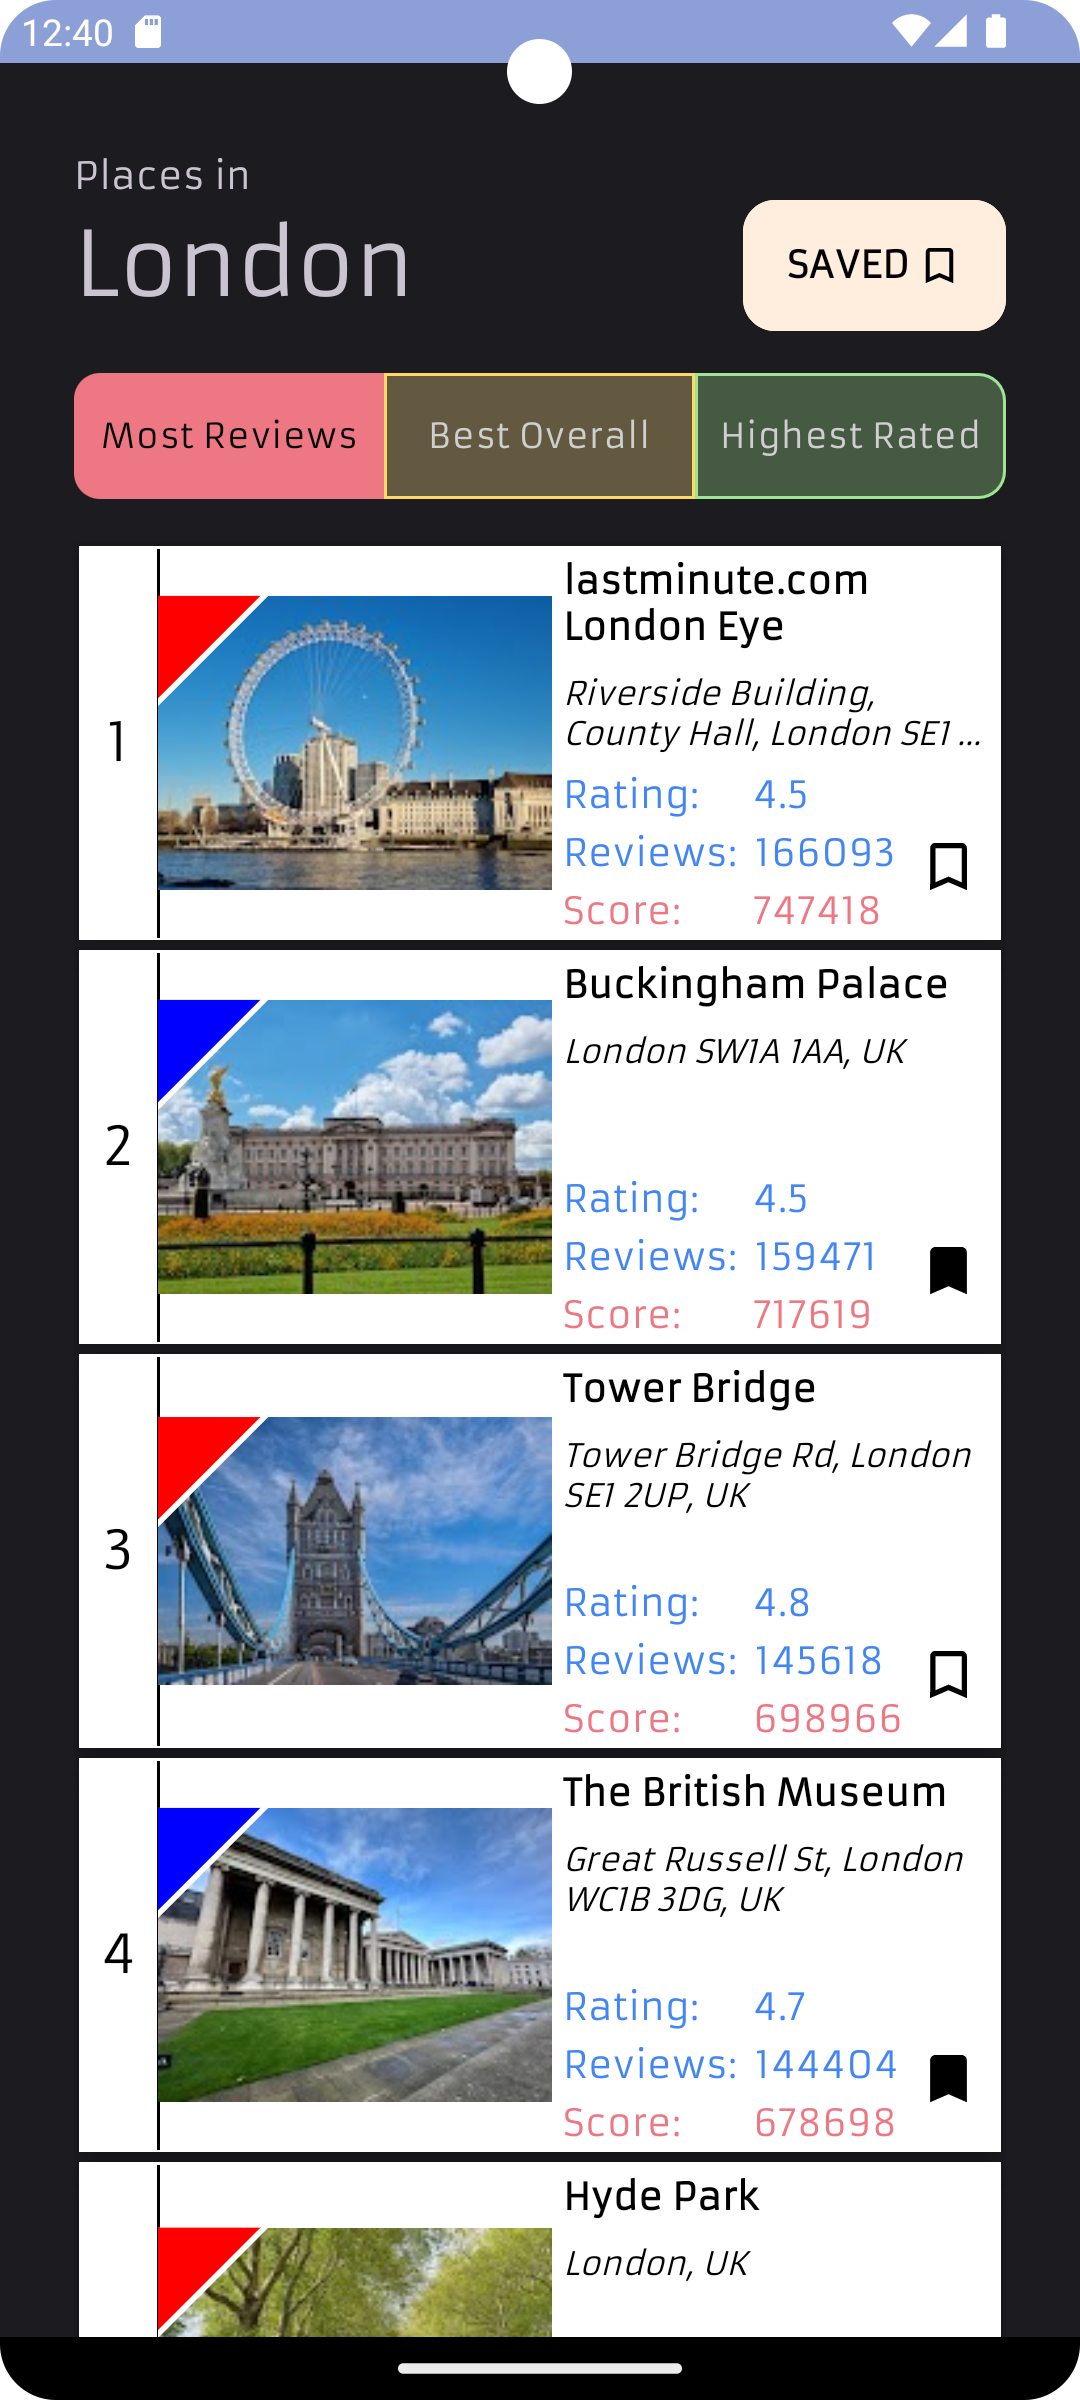 12:40
Places in
London
SAVED
Most Reviews
Best Overall
Highest Rated
1
lastminute.com
London Eye
Riverside Building,
County Hall, London SE1 ...
Rating: 4.5
Reviews: 166093
Score: 747418
2
Buckingham Palace
London SW1A 1AA, UK
Rating: 4.5
Reviews: 159471
Score: 717619
3
Tower Bridge
Tower Bridge Rd, London
SE1 2UP, UK
Rating: 4.8
Reviews: 145618
Score: 698966
4
The British Museum
Great Russell St, London
WC1B 3DG, UK
Rating: 4.7
Reviews: 144404
Score: 678698
Hyde Park
London, UK